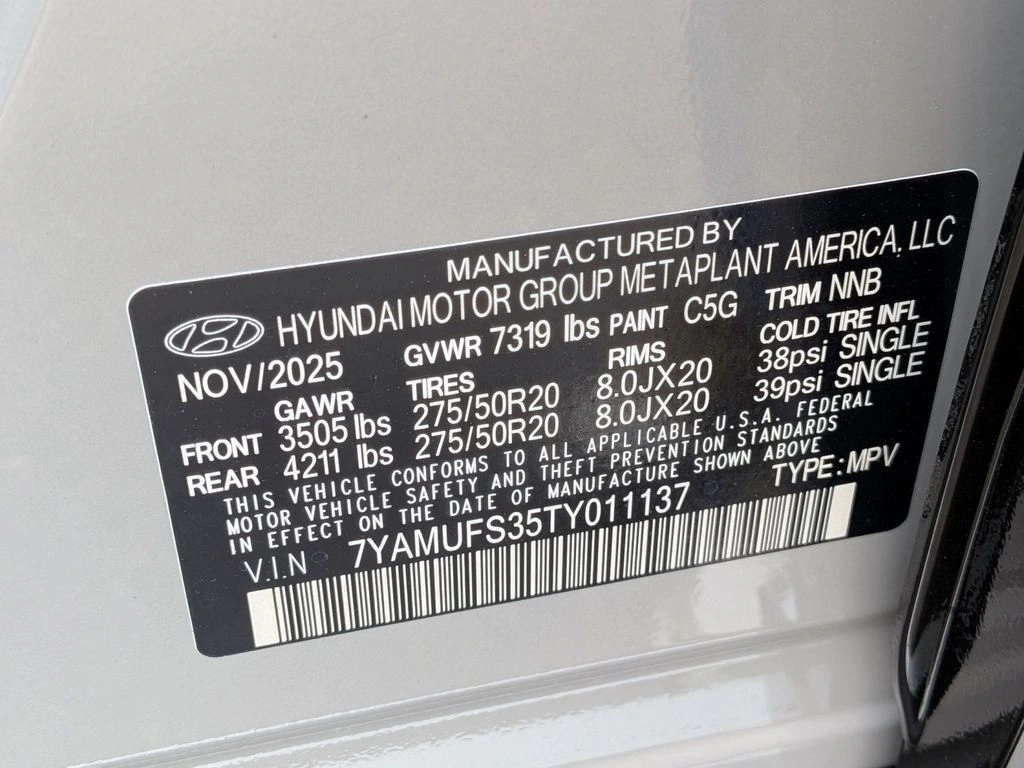 MANUFACTURED BY
HYUNDAI MOTOR GROUP METAPLANT AMERICA, LLC
NOV/2025 GVWR 7319 lbs PAINT C5G TRIM NNB
GAWR TIRES RIMS COLD TIRE INFL
FRONT 3505 lbs 275/50R20 8.0JX20 38psi SINGLE
REAR 4211 lbs 275/50R20 8.0JX20 39psi SINGLE
THIS VEHICLE CONFORMS TO ALL APPLICABLE U.S.A. FEDERAL
MOTOR VEHICLE SAFETY AND THEFT PREVENTION STANDARDS
IN EFFECT ON THE DATE OF MANUFACTURE SHOWN ABOVE
V.I.N 7YAMUFS35TY011137 TYPE:MPV